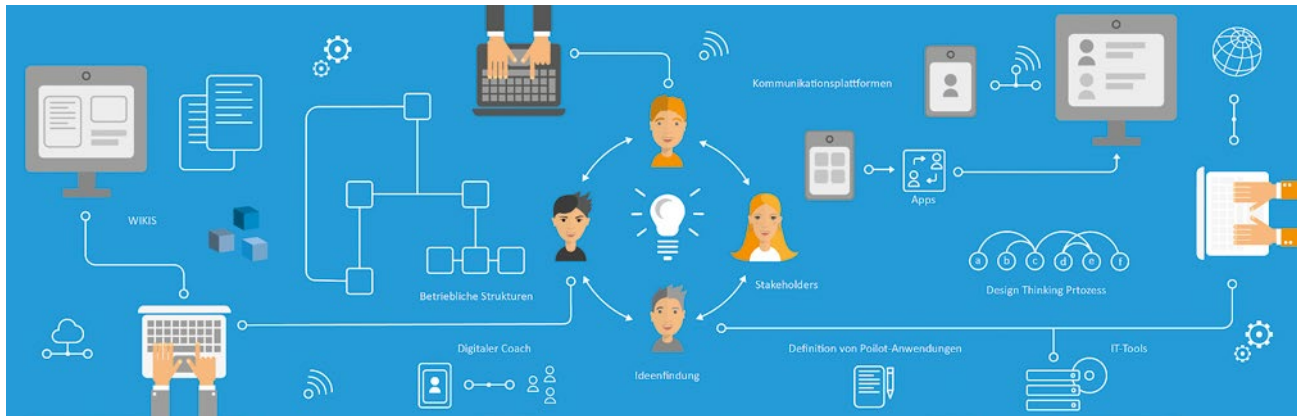 Kommunikationsplattformen
WIKIS
Apps
Betriebliche Strukturen
Stakeholders
a b c d e f
Design Thinking Prtozess
Digitaler Coach
Ideenfindung
Definition von Poilot-Anwendungen
IT-Tools